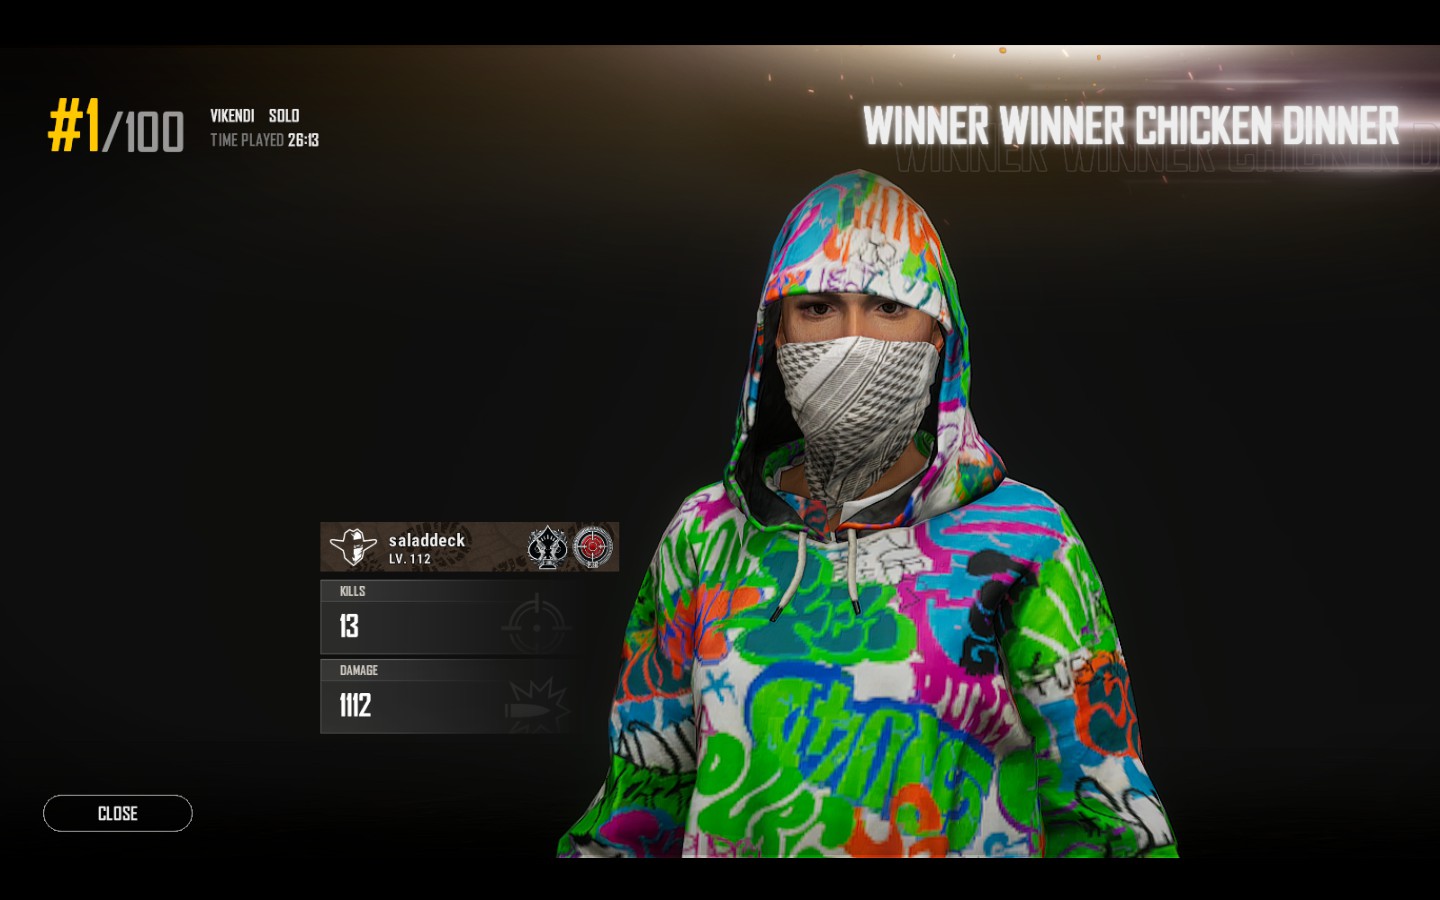 #1/100
VIKENDI SOLO
TIME PLAYED 26:13
WINNER WINNER CHICKEN DINNER
saladdeck
LV. 112
KILLS
13
DAMAGE
1112
CLOSE